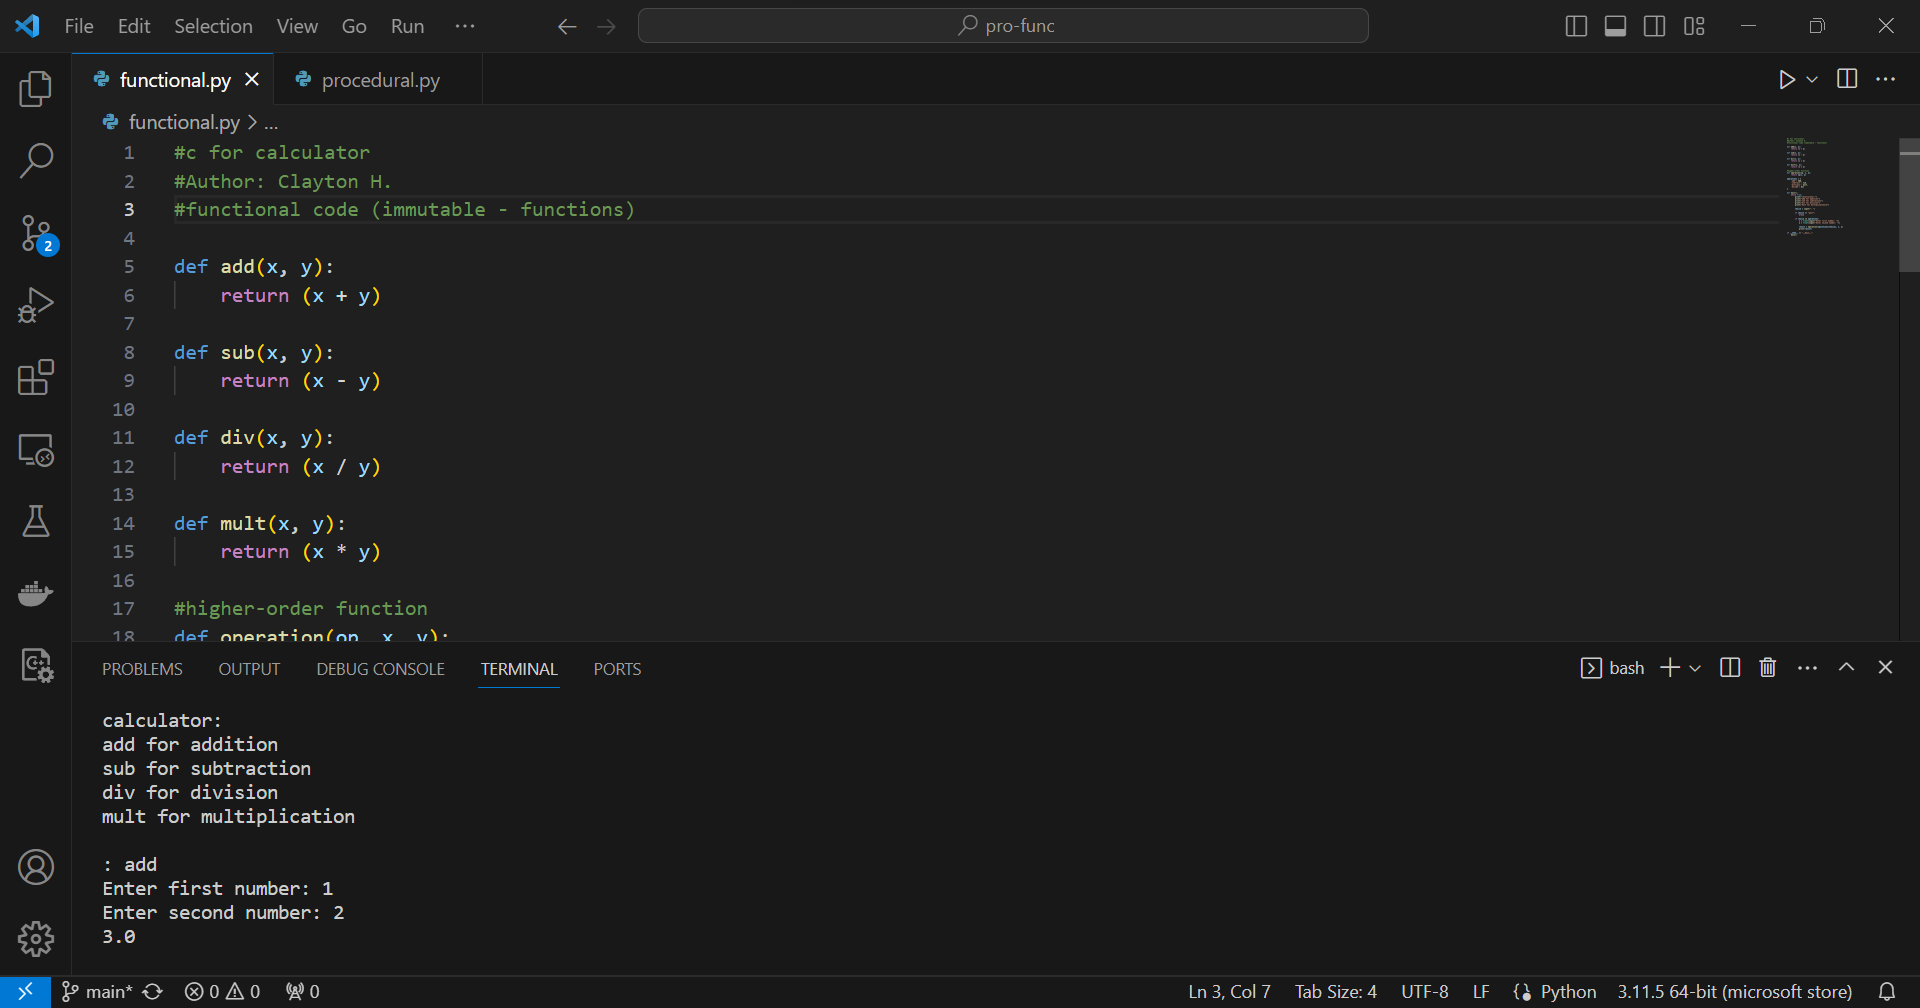 File Edit Selection View Go Run ···
pro-func
functional.py
procedural.py
functional.py > ...
1 #c for calculator
2 #Author: Clayton H.
3 #functional code (immutable - functions)
4
5 def add(x, y):
6     return (x + y)
7
8 def sub(x, y):
9     return (x - y)
10
11 def div(x, y):
12     return (x / y)
13
14 def mult(x, y):
15     return (x * y)
16
17 #higher-order function
18 def operation(op, x, y):
2
PROBLEMS OUTPUT DEBUG CONSOLE TERMINAL PORTS
bash
calculator:
add for addition
sub for subtraction
div for division
mult for multiplication
: add
Enter first number: 1
Enter second number: 2
3.0
main* 0 0 0
Ln 3, Col 7 Tab Size: 4 UTF-8 LF Python 3.11.5 64-bit (microsoft store)